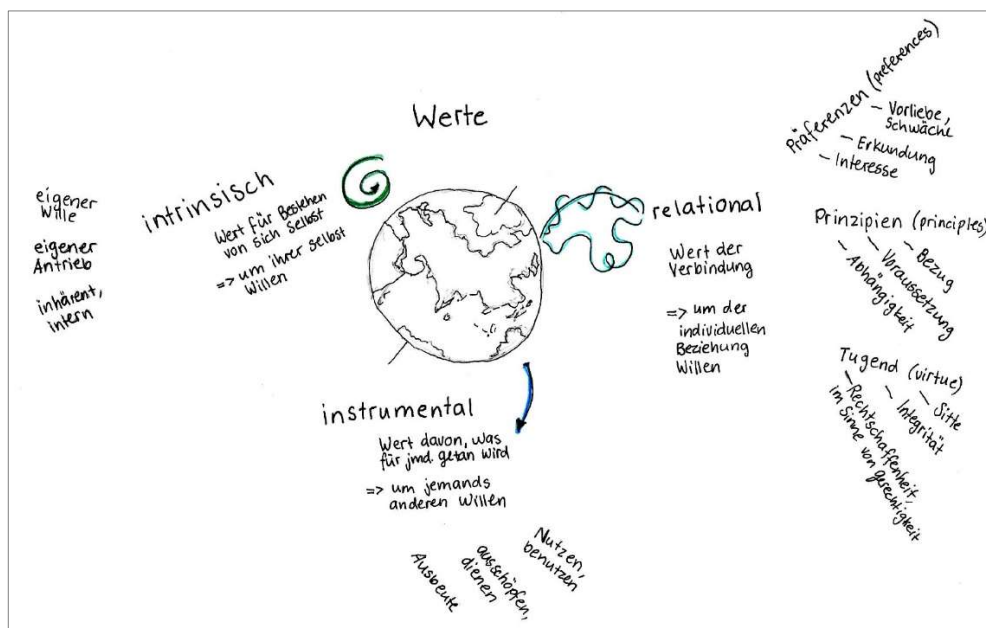 Werte
eigener
Wille
eigener
Antrieb
inhärent,
intern
intrinsisch
Wert für Bestehen
von sich selbst
=> um ihrer selbst
Willen
relational
Wert der
Verbindung
=> um der
individuellen
Beziehung
Willen
instrumental
Wert davon, was
für jmd. getan wird
=> um jemands
anderen Willen
Ausbeute
ausschöpfen,
dienen
Nutzen,
benutzen
Präferenzen (preferences)
– Vorliebe,
Schwäche
– Erkundung
– Interesse
Prinzipien (principles)
– Bezug
– Voraussetzung
– Abhängigkeit
Tugend (virtue)
– Sitte
– Integrität
– Rechtschaffenheit,
im Sinne von gerechtigkeit